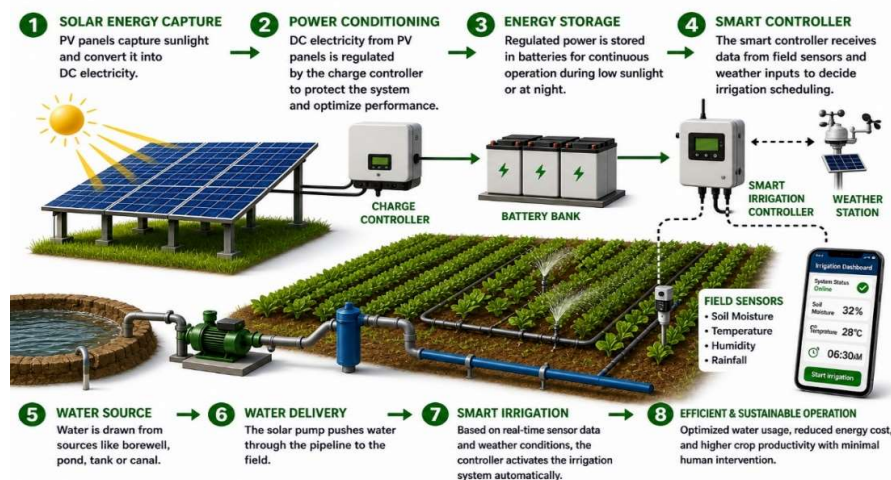 1 SOLAR ENERGY CAPTURE
PV panels capture sunlight
and convert it into
DC electricity.
2 POWER CONDITIONING
DC electricity from PV
panels is regulated
by the charge controller
to protect the system
and optimize performance.
3 ENERGY STORAGE
Regulated power is stored
in batteries for continuous
operation during low sunlight
or at night.
4 SMART CONTROLLER
The smart controller receives
data from field sensors and
weather inputs to decide
irrigation scheduling.
CHARGE
CONTROLLER
BATTERY BANK
SMART
IRRIGATION
CONTROLLER
WEATHER
STATION
FIELD SENSORS
• Soil Moisture
• Temperature
• Humidity
• Rainfall
Irrigation Dashboard
System Status
Online
Soil
Moisture 32%
28°C
06:30
Start irrigation
5 WATER SOURCE
Water is drawn from
sources like borewell,
pond, tank or canal.
6 WATER DELIVERY
The solar pump pushes water
through the pipeline to the
field.
7 SMART IRRIGATION
Based on real-time sensor data
and weather conditions, the
controller activates the irrigation
system automatically.
8 EFFICIENT & SUSTAINABLE OPERATION
Optimized water usage, reduced energy cost,
and higher crop productivity with minimal
human intervention.